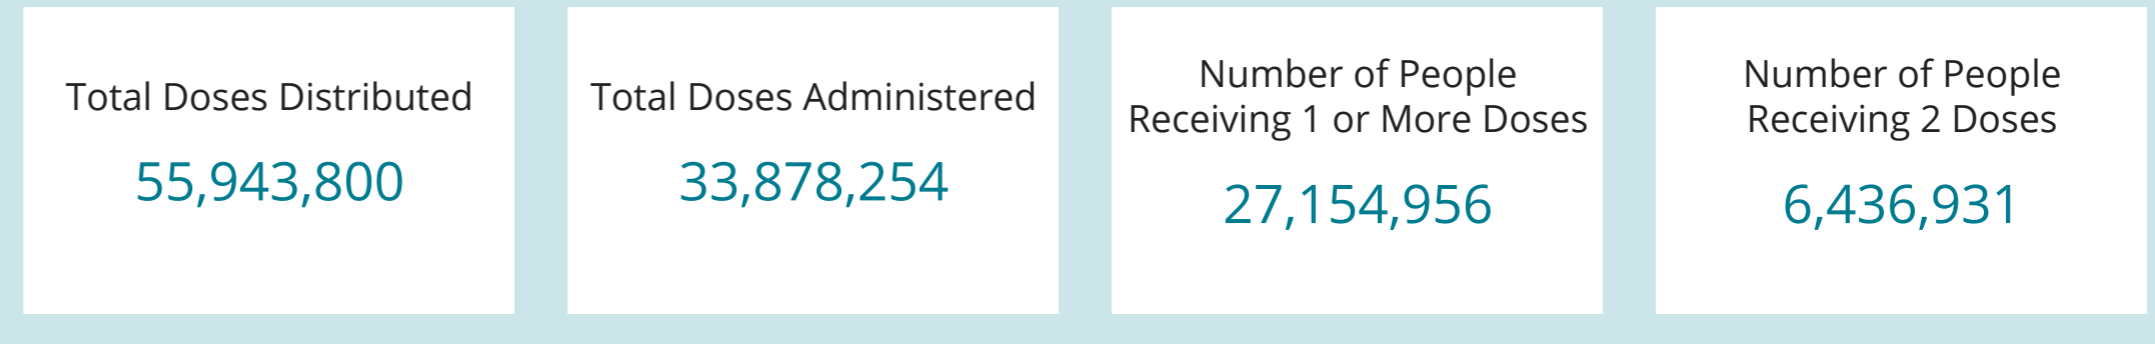 Total Doses Distributed
55,943,800
Total Doses Administered
33,878,254
Number of People
Receiving 1 or More Doses
27,154,956
Number of People
Receiving 2 Doses
6,436,931